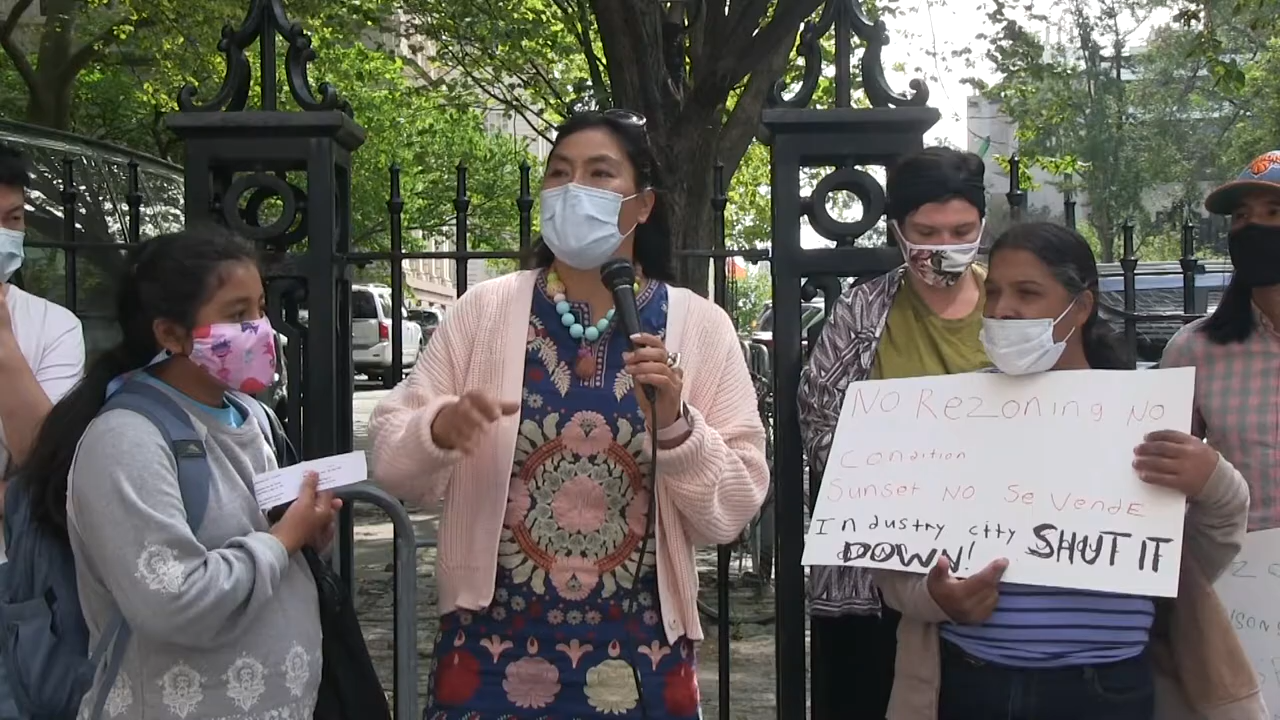 NO Rezoning NO
Condition
Sunset NO Se VendE
Industry city SHUT IT
DOWN!